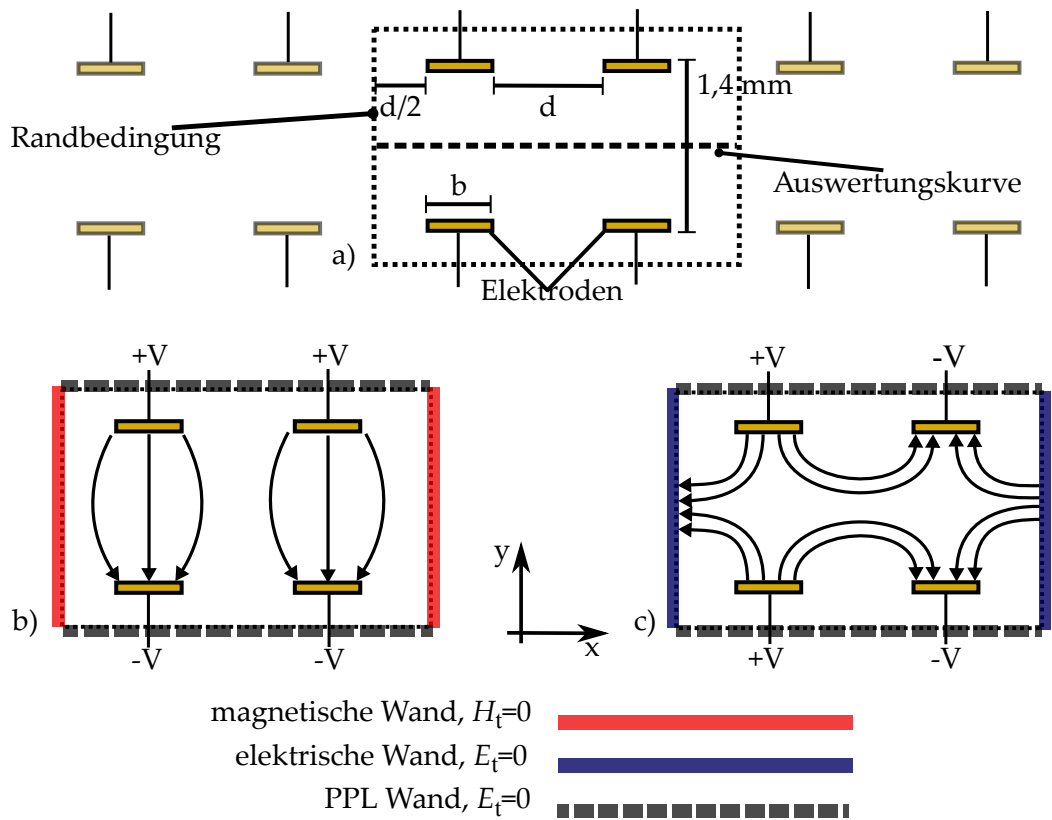 1,4 mm
d/2
d
Randbedingung
b
Auswertungskurve
a)
Elektroden
+V
+V
b)
-V
-V
y
x
+V
-V
c)
+V
-V
magnetische Wand, Ht=0
elektrische Wand, Et=0
PPL Wand, Et=0